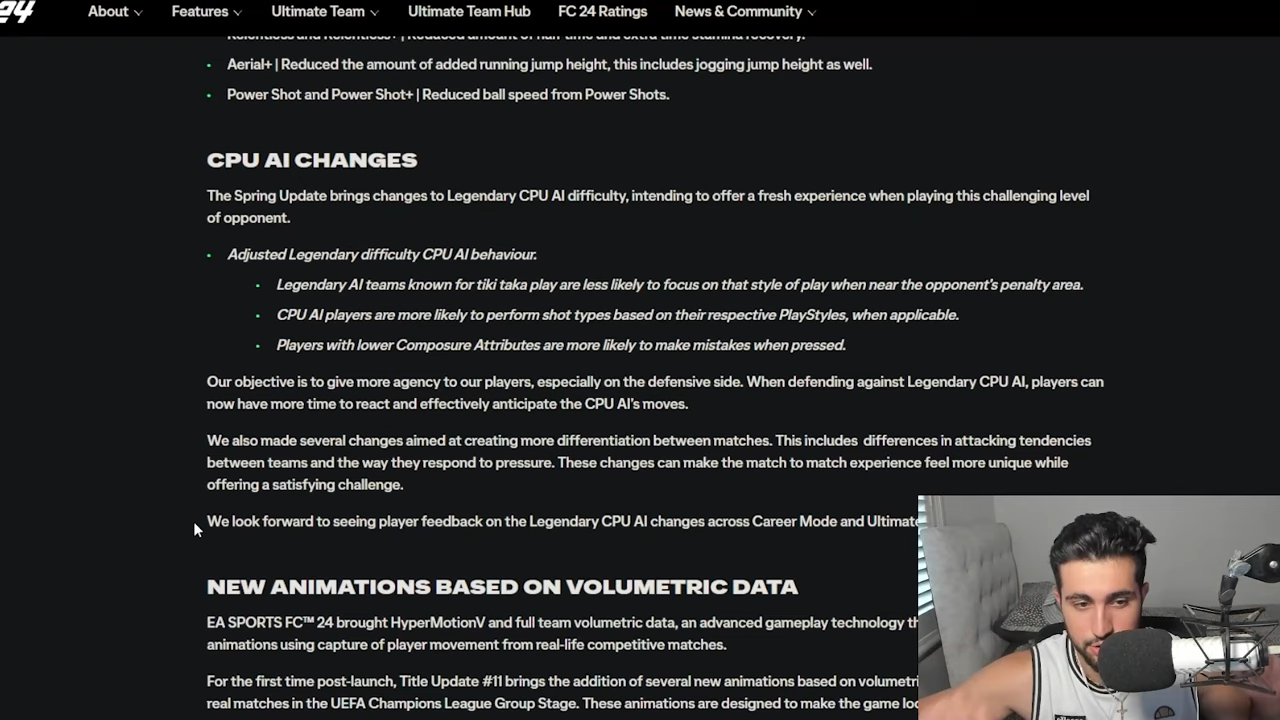 24 About Features Ultimate Team Ultimate Team Hub FC 24 Ratings News & Community
Relentless and Relentless+ | Reduced amount of half time and extra time stamina recovery.
Aerial+ | Reduced the amount of added running jump height, this includes jogging jump height as well.
Power Shot and Power Shot+ | Reduced ball speed from Power Shots.
CPU AI CHANGES
The Spring Update brings changes to Legendary CPU AI difficulty, intending to offer a fresh experience when playing this challenging level
of opponent.
Adjusted Legendary difficulty CPU AI behaviour.
Legendary AI teams known for tiki taka play are less likely to focus on that style of play when near the opponent's penalty area.
CPU AI players are more likely to perform shot types based on their respective PlayStyles, when applicable.
Players with lower Composure Attributes are more likely to make mistakes when pressed.
Our objective is to give more agency to our players, especially on the defensive side. When defending against Legendary CPU AI, players can
now have more time to react and effectively anticipate the CPU AI's moves.
We also made several changes aimed at creating more differentiation between matches. This includes differences in attacking tendencies
between teams and the way they respond to pressure. These changes can make the match to match experience feel more unique while
offering a satisfying challenge.
We look forward to seeing player feedback on the Legendary CPU AI changes across Career Mode and
NEW ANIMATIONS BASED ON VOLUMETRIC DATA
EA SPORTS FC™ 24 brought HyperMotionV and full team volumetric data, an advanced gameplay technology
animations using capture of player movement from real-life competitive matches.
For the first time post-launch, Title Update #11 brings the addition of several new animations based on
real matches in the UEFA Champions League Group Stage. These animations are designed to make the game